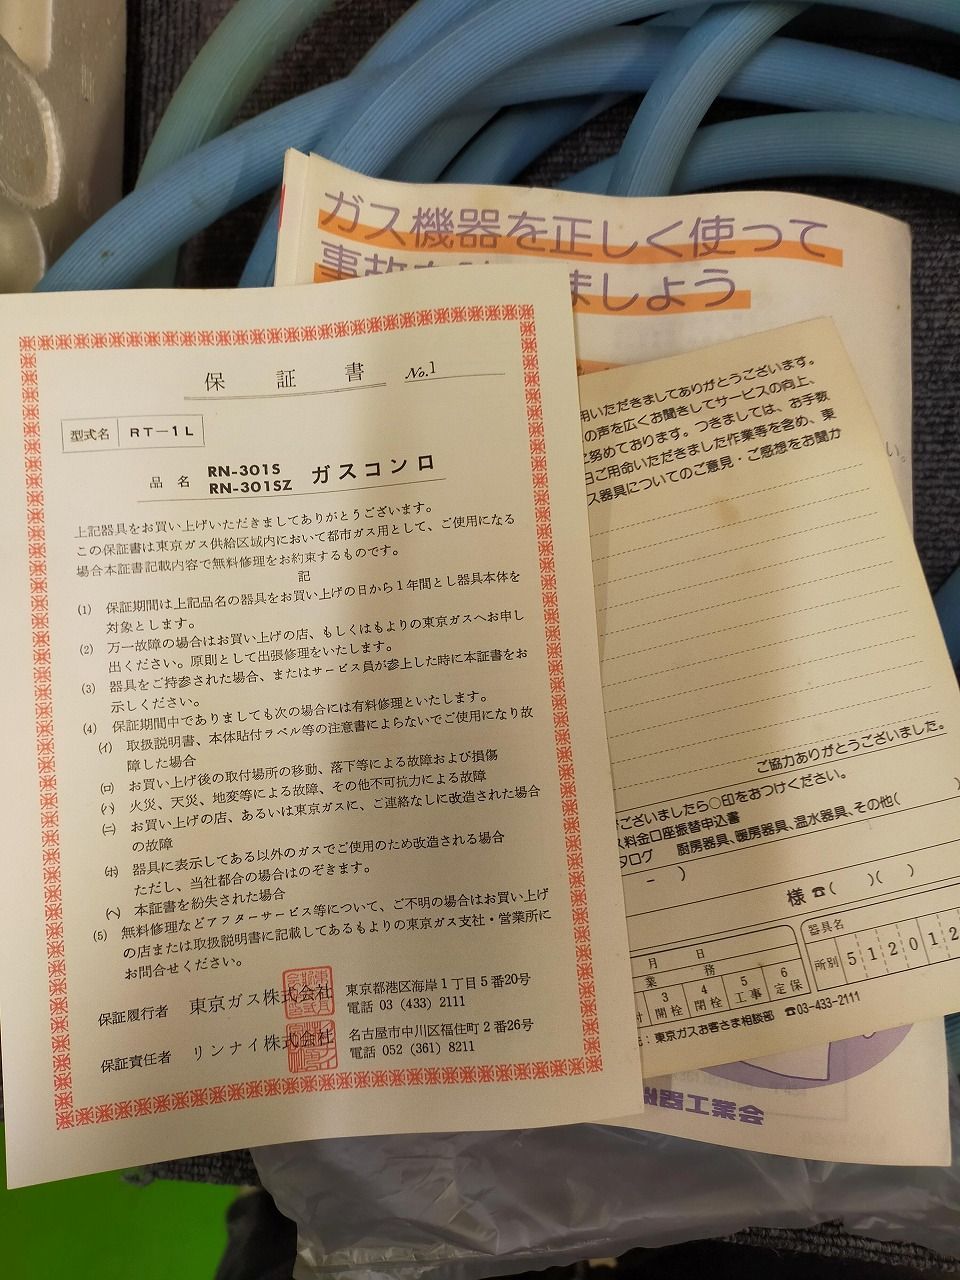 ガス機器を正しく使って
事故
ましょう
保証書 No.1
型式名 RT-1L
品名 RN-301S
RN-301SZ ガスコンロ
上記器具をお買い上げいただきましてありがとうございます。
この保証書は東京ガス供給区域内において都市ガス用として、ご使用になる
場合本証書記載内容で無料修理をお約束するものです。
記
(1) 保証期間は上記品名の器具をお買い上げの日から1年間とし器具本体を
対象とします。
(2) 万一故障の場合はお買い上げの店、もしくはもよりの東京ガスへお申し
出ください。原則として出張修理をいたします。
(3) 器具をご持参された場合、またはサービス員が参上した時に本証書をお
示しください。
(4) 保証期間中でありましても次の場合には有料修理といたします。
(イ) 取扱説明書、本体貼付ラベル等の注意書によらないでご使用になり故
障した場合
(ロ) お買い上げ後の取付場所の移動、落下等による故障および損傷
(ハ) 火災、天災、地変等による故障、その他不可抗力による故障
(ニ) お買い上げの店、あるいは東京ガスに、ご連絡なしに改造された場合
の故障
(ホ) 器具に表示してある以外のガスでご使用のため改造される場合
ただし、当社都合の場合はのぞきます。
(ヘ) 本証書を紛失された場合
(5) 無料修理などアフターサービス等について、ご不明の場合はお買い上げ
の店または取扱説明書に記載してあるもよりの東京ガス支社・営業所に
お問合せください。
保証履行者 東京ガス株式会社 東京都港区海岸1丁目5番20号
電話 03 (433) 2111
保証責任者 リンナイ株式会社 名古屋市中川区福住町2番26号
電話 052 (361) 8211
用いただきましてありがとうございます。
の声を広くお聞きしてサービスの向上、
努めております。つきましては、お手数
日ご用命いただきました作業等を含め、東
ス器具についてのご意見・ご感想をお聞か
い。
ご協力ありがとうございました。
ございましたら○印をおつけください。
ス料金口座振替申込書
タログ 厨房器具、暖房器具、温水器具、その他( )
- )
様 ☎( )( )
月 日
業務
3 4 5 6
付 開栓 閉栓 工事 定保
器具名
所別 512012
：東京ガスお客さま相談部 ☎03-433-2111
機器工業会